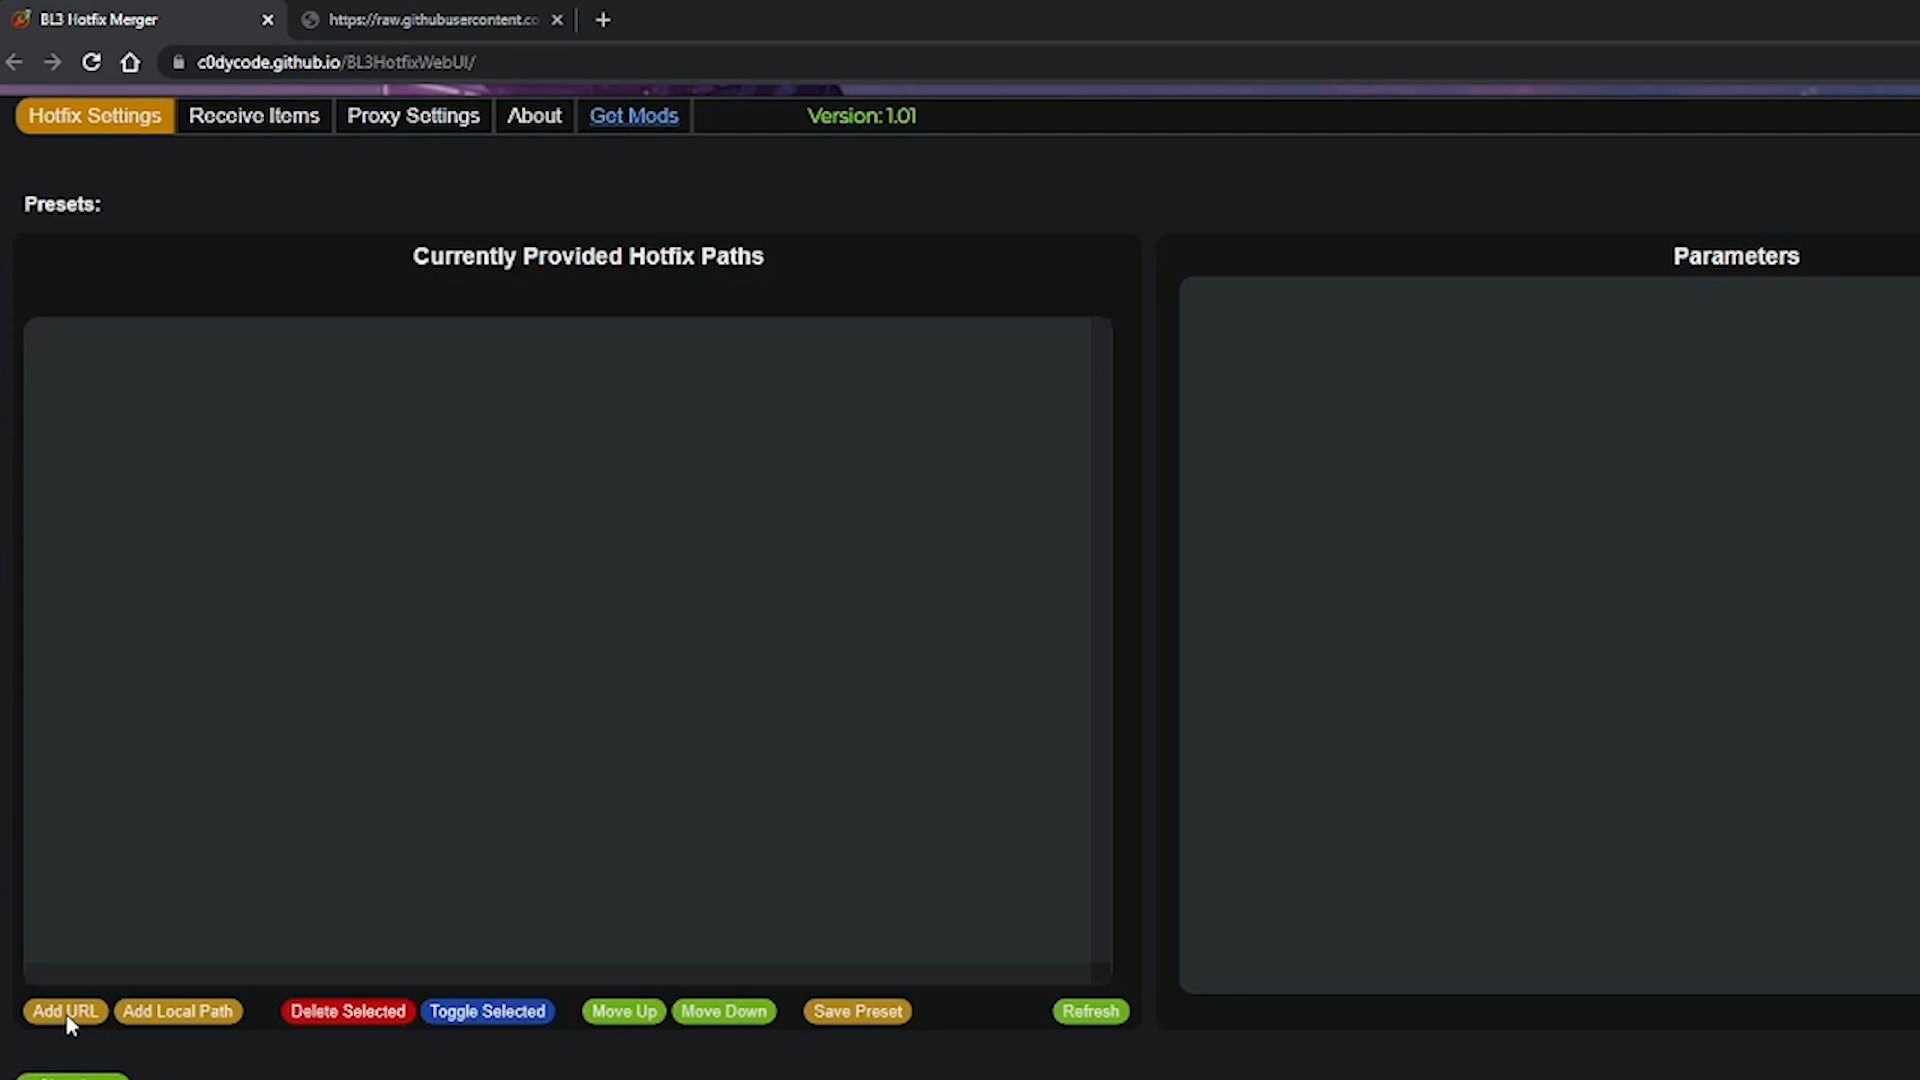 BL3 Hotfix Merger
https://raw.githubusercontent.co
c0dycode.github.io/BL3HotfixWebUI/
Hotfix Settings
Receive Items
Proxy Settings
About
Get Mods
Version: 1.01
Presets:
Currently Provided Hotfix Paths
Parameters
Add URL
Add Local Path
Delete Selected
Toggle Selected
Move Up
Move Down
Save Preset
Refresh